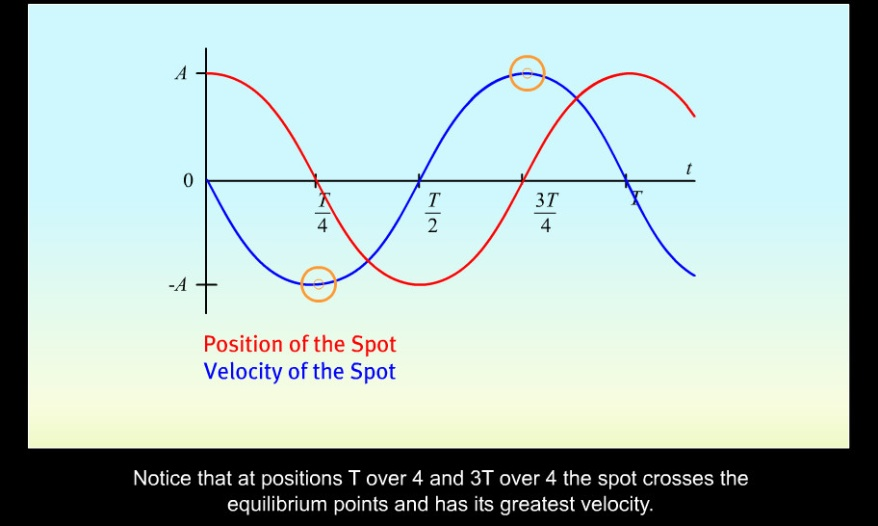 A
0
-A
t
T
4
T
2
3T
4
T
Position of the Spot
Velocity of the Spot
Notice that at positions T over 4 and 3T over 4 the spot crosses the
equilibrium points and has its greatest velocity.